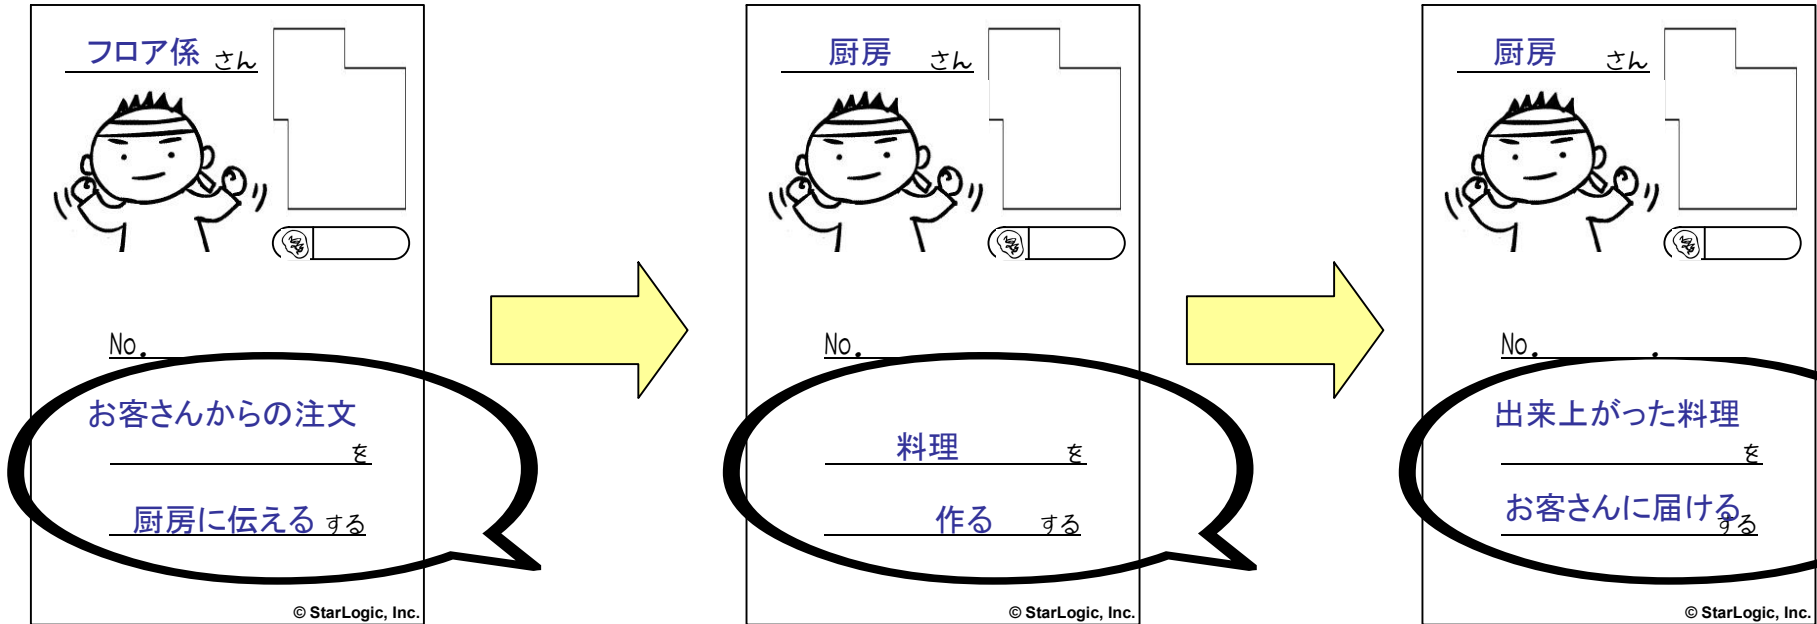 フロア係 さん
No.
お客さんからの注文
を
厨房に伝える する
© StarLogic, Inc.
厨房 さん
No.
料理 を
作る する
© StarLogic, Inc.
厨房 さん
No.
出来上がった料理
を
お客さんに届ける する
© StarLogic, Inc.